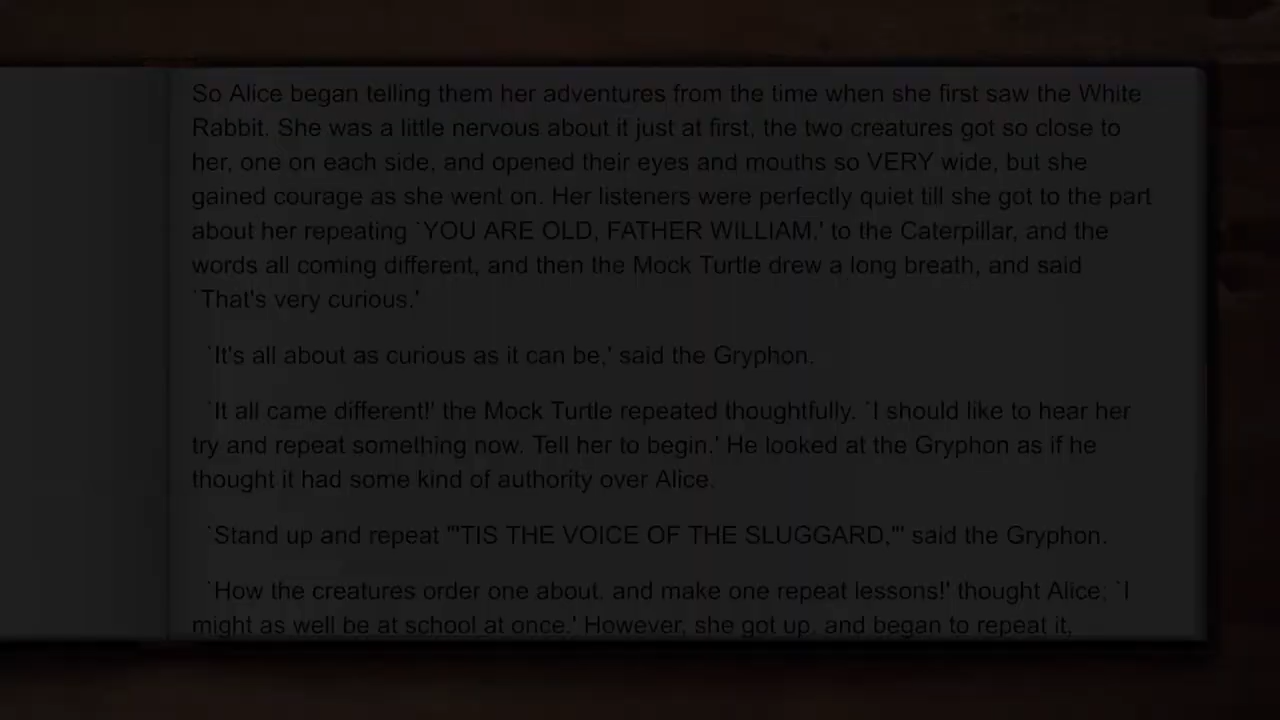 So Alice began telling them her adventures from the time when she first saw the White
Rabbit. She was a little nervous about it just at first, the two creatures got so close to
her, one on each side, and opened their eyes and mouths so VERY wide, but she
gained courage as she went on. Her listeners were perfectly quiet till she got to the part
about her repeating `YOU ARE OLD, FATHER WILLIAM,' to the Caterpillar, and the
words all coming different, and then the Mock Turtle drew a long breath, and said
`That's very curious.'
`It's all about as curious as it can be,' said the Gryphon.
`It all came different!' the Mock Turtle repeated thoughtfully. `I should like to hear her
try and repeat something now. Tell her to begin.' He looked at the Gryphon as if he
thought it had some kind of authority over Alice.
`Stand up and repeat "'TIS THE VOICE OF THE SLUGGARD,"' said the Gryphon.
`How the creatures order one about, and make one repeat lessons!' thought Alice; `I
might as well be at school at once.' However, she got up, and began to repeat it,